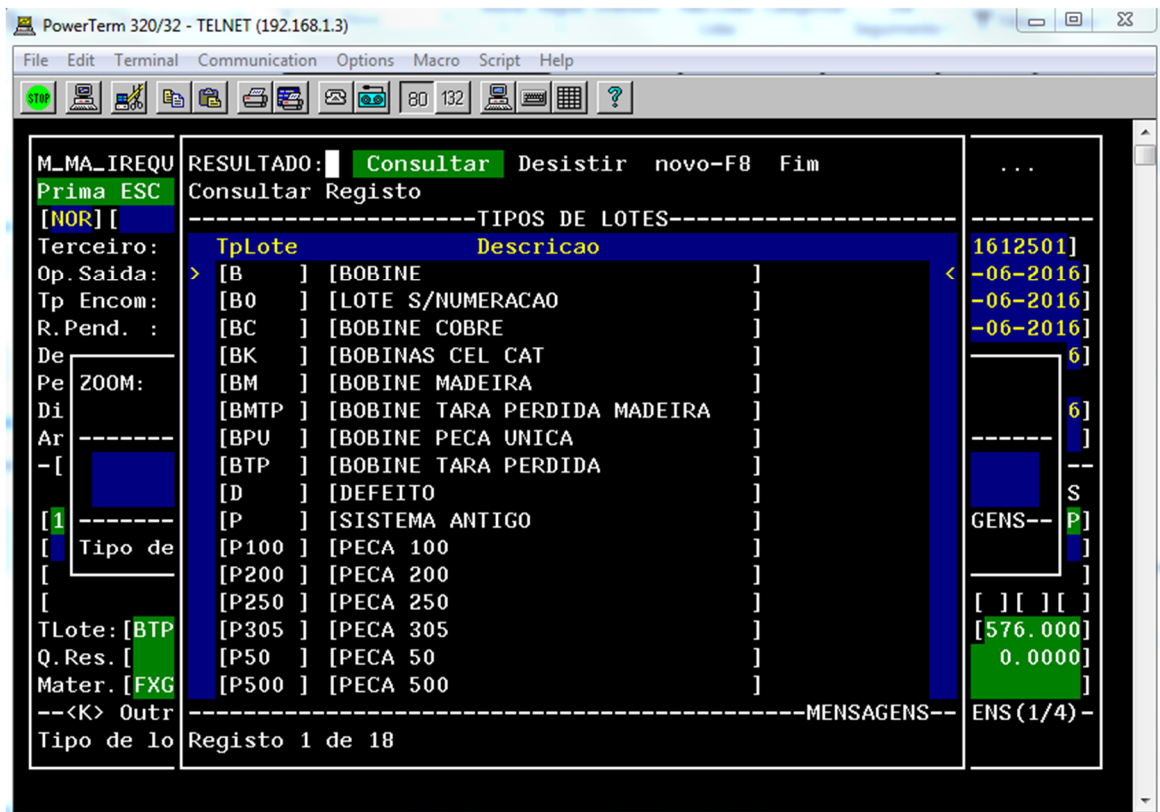 PowerTerm 320/32 - TELNET (192.168.1.3)
File Edit Terminal Communication Options Macro Script Help
STOP 80 132 ?
M_MA_IREQU RESULTADO: Consultar Desistir novo-F8 Fim ...
Prima ESC Consultar Registo
[NOR][ --------------------TIPOS DE LOTES-------------------- ---------
Terceiro: TpLote Descricao 1612501]
Op.Saida: > [B ] [BOBINE ] < -06-2016]
Tp Encom: [B0 ] [LOTE S/NUMERACAO ] -06-2016]
R.Pend. : [BC ] [BOBINE COBRE ] -06-2016]
De [BK ] [BOBINAS CEL CAT ] 6]
Pe ZOOM: [BM ] [BOBINE MADEIRA ]
Di [BMTP ] [BOBINE TARA PERDIDA MADEIRA ] 6]
Ar ------- [BPU ] [BOBINE PECA UNICA ] ------ ]
-[ [BTP ] [BOBINE TARA PERDIDA ] --
[D ] [DEFEITO ] S
[1 ------- [P ] [SISTEMA ANTIGO ] GENS-- P]
[ Tipo de [P100 ] [PECA 100 ] ]
[ [P200 ] [PECA 200 ] ]
[ [P250 ] [PECA 250 ] [ ][ ][ ]
TLote:[BTP [P305 ] [PECA 305 ] [576.000]
Q.Res.[ [P50 ] [PECA 50 ] 0.0000]
Mater.[FXG [P500 ] [PECA 500 ] ]
--<K> Outr ---------------------------------------------MENSAGENS-- ENS(1/4)-
Tipo de lo Registo 1 de 18